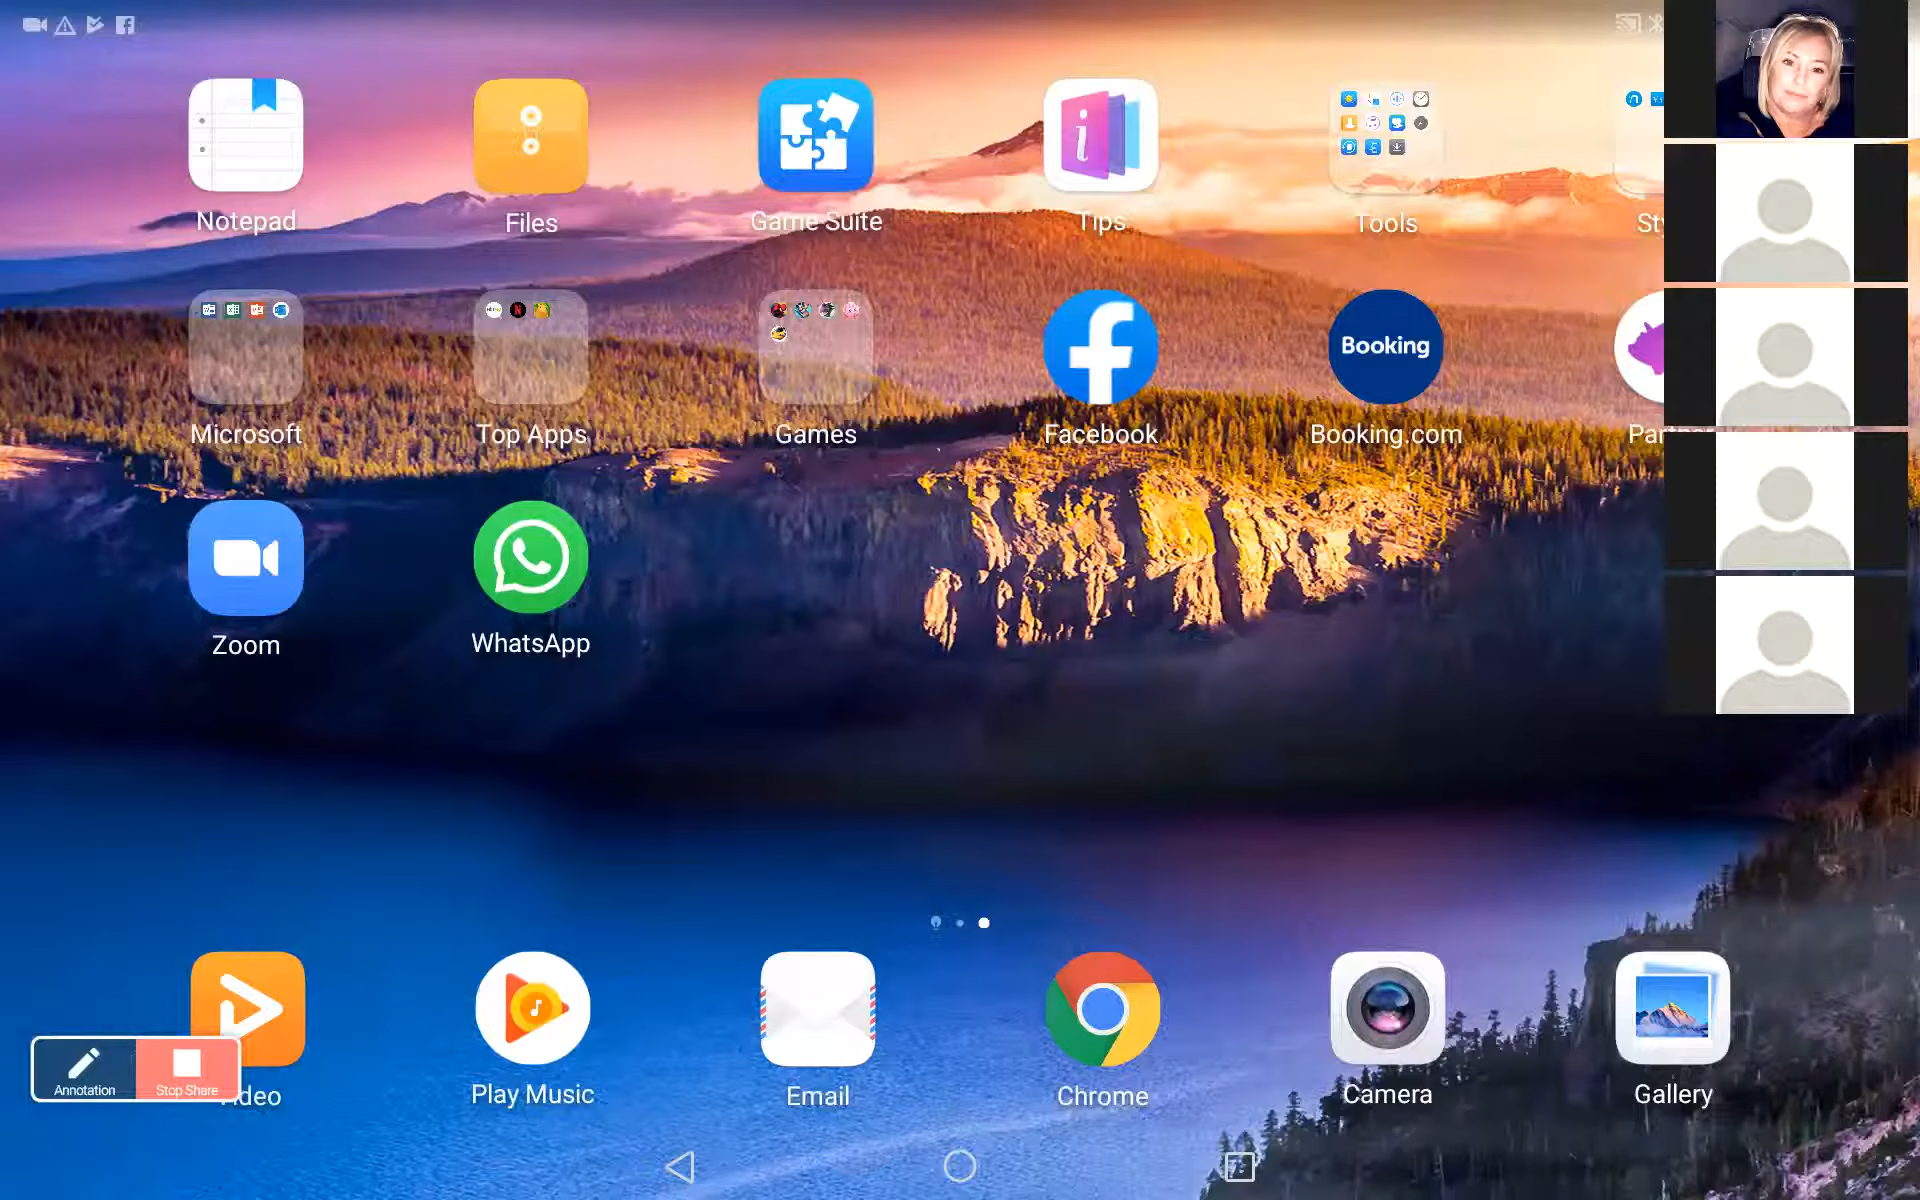 Notepad
Files
Game Suite
Tips
Tools
Microsoft
Top Apps
Games
Facebook
Booking
Booking.com
Zoom
WhatsApp
Annotation
Stop Share
Play Music
Email
Chrome
Camera
Gallery